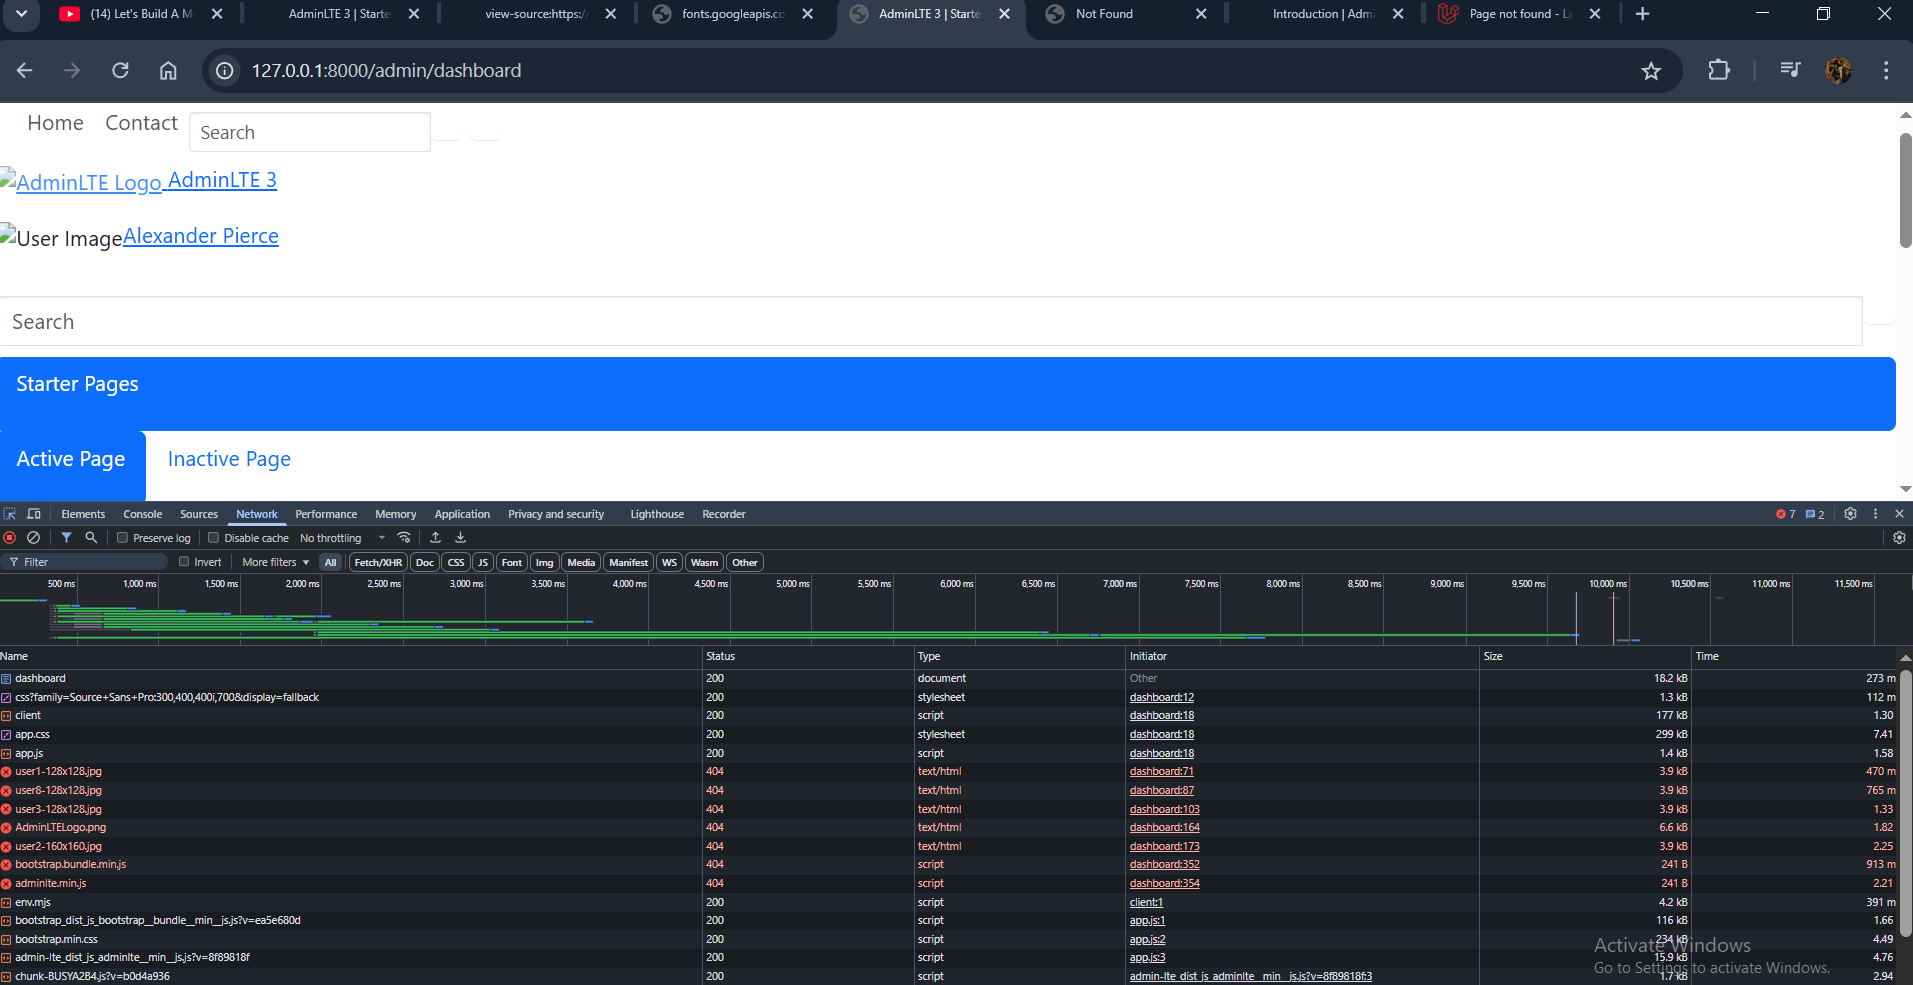 (14) Let's Build A M
AdminLTE 3 | Starte
view-source:https:/
fonts.googleapis.co
AdminLTE 3 | Starte
Not Found
Introduction | Admi
Page not found - La
127.0.0.1:8000/admin/dashboard
Home Contact Search
AdminLTE Logo AdminLTE 3
User Image Alexander Pierce
Search
Starter Pages
Active Page Inactive Page
Elements Console Sources Network Performance Memory Application Privacy and security Lighthouse Recorder 7 2
Preserve log Disable cache No throttling
Filter Invert More filters All Fetch/XHR Doc CSS JS Font Img Media Manifest WS Wasm Other
500 ms 1,000 ms 1,500 ms 2,000 ms 2,500 ms 3,000 ms 3,500 ms 4,000 ms 4,500 ms 5,000 ms 5,500 ms 6,000 ms 6,500 ms 7,000 ms 7,500 ms 8,000 ms 8,500 ms 9,000 ms 9,500 ms 10,000 ms 10,500 ms 11,000 ms 11,500 ms
Name Status Type Initiator Size Time
dashboard 200 document Other 18.2 kB 273 m
css?family=Source+Sans+Pro:300,400,400i,700&display=fallback 200 stylesheet dashboard:12 1.3 kB 112 m
client 200 script dashboard:18 177 kB 1.30
app.css 200 stylesheet dashboard:18 299 kB 7.41
app.js 200 script dashboard:18 1.4 kB 1.58
user1-128x128.jpg 404 text/html dashboard:71 3.9 kB 470 m
user8-128x128.jpg 404 text/html dashboard:87 3.9 kB 765 m
user3-128x128.jpg 404 text/html dashboard:103 3.9 kB 1.33
AdminLTELogo.png 404 text/html dashboard:164 6.6 kB 1.82
user2-160x160.jpg 404 text/html dashboard:173 3.9 kB 2.25
bootstrap.bundle.min.js 404 script dashboard:352 241 B 913 m
adminlte.min.js 404 script dashboard:354 241 B 2.21
env.mjs 200 script client:1 4.2 kB 391 m
bootstrap_dist_js_bootstrap__bundle__min__js.js?v=ea5e680d 200 script app.js:1 116 kB 1.66
bootstrap.min.css 200 script app.js:2 234 kB 4.49
admin-lte_dist_js_adminlte__min__js.js?v=8f89818f 200 script app.js:3 15.9 kB 4.76
chunk-BUSYA2B4.js?v=b0d4a936 200 script admin-lte_dist_js_adminlte__min__js.js?v=8f89818f:3 1.7 kB 2.94
Activate Windows
Go to Settings to activate Windows.